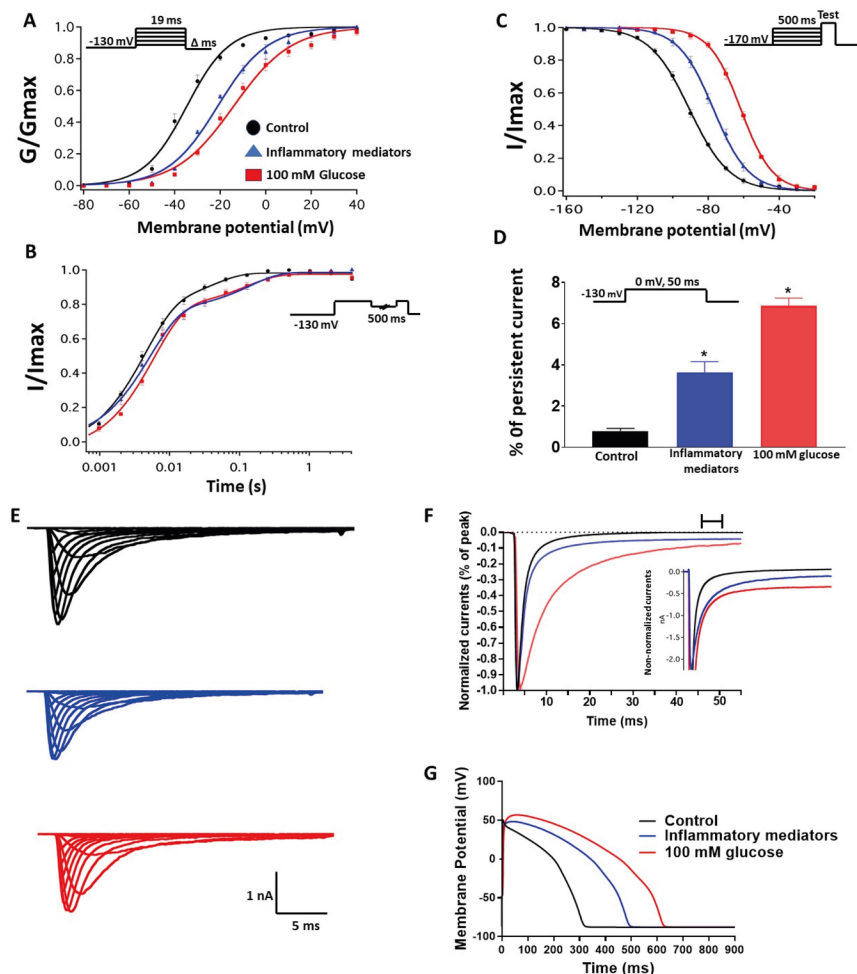 A
19 ms
-130 mV
Δ ms
G/Gmax
1.0
0.8
0.6
0.4
0.2
0.0
Control
Inflammatory mediators
100 mM Glucose
-80 -60 -40 -20 0 20 40
Membrane potential (mV)
C
500 ms
Test
-170 mV
I/Imax
1.0
0.8
0.6
0.4
0.2
0.0
-160 -120 -80 -40
Membrane potential (mV)
B
I/Imax
1.0
0.8
0.6
0.4
0.2
0.0
-130 mV
500 ms
0.001 0.01 0.1 1
Time (s)
D
% of persistent current
8
6
4
2
0
0 mV, 50 ms
-130 mV
*
*
Control
Inflammatory
mediators
100 mM glucose
E
1 nA
5 ms
F
Normalized currents (% of peak)
0.0
-0.1
-0.2
-0.3
-0.4
-0.5
-0.6
-0.7
-0.8
-0.9
-1.0
10 20 30 40 50
Time (ms)
Non-normalized currents
nA
0.0
-0.5
-1.0
-1.5
-2.0
G
Membrane Potential (mV)
100
50
0
-50
-100
Control
Inflammatory mediators
100 mM glucose
0 100 200 300 400 500 600 700 800 900
Time (ms)